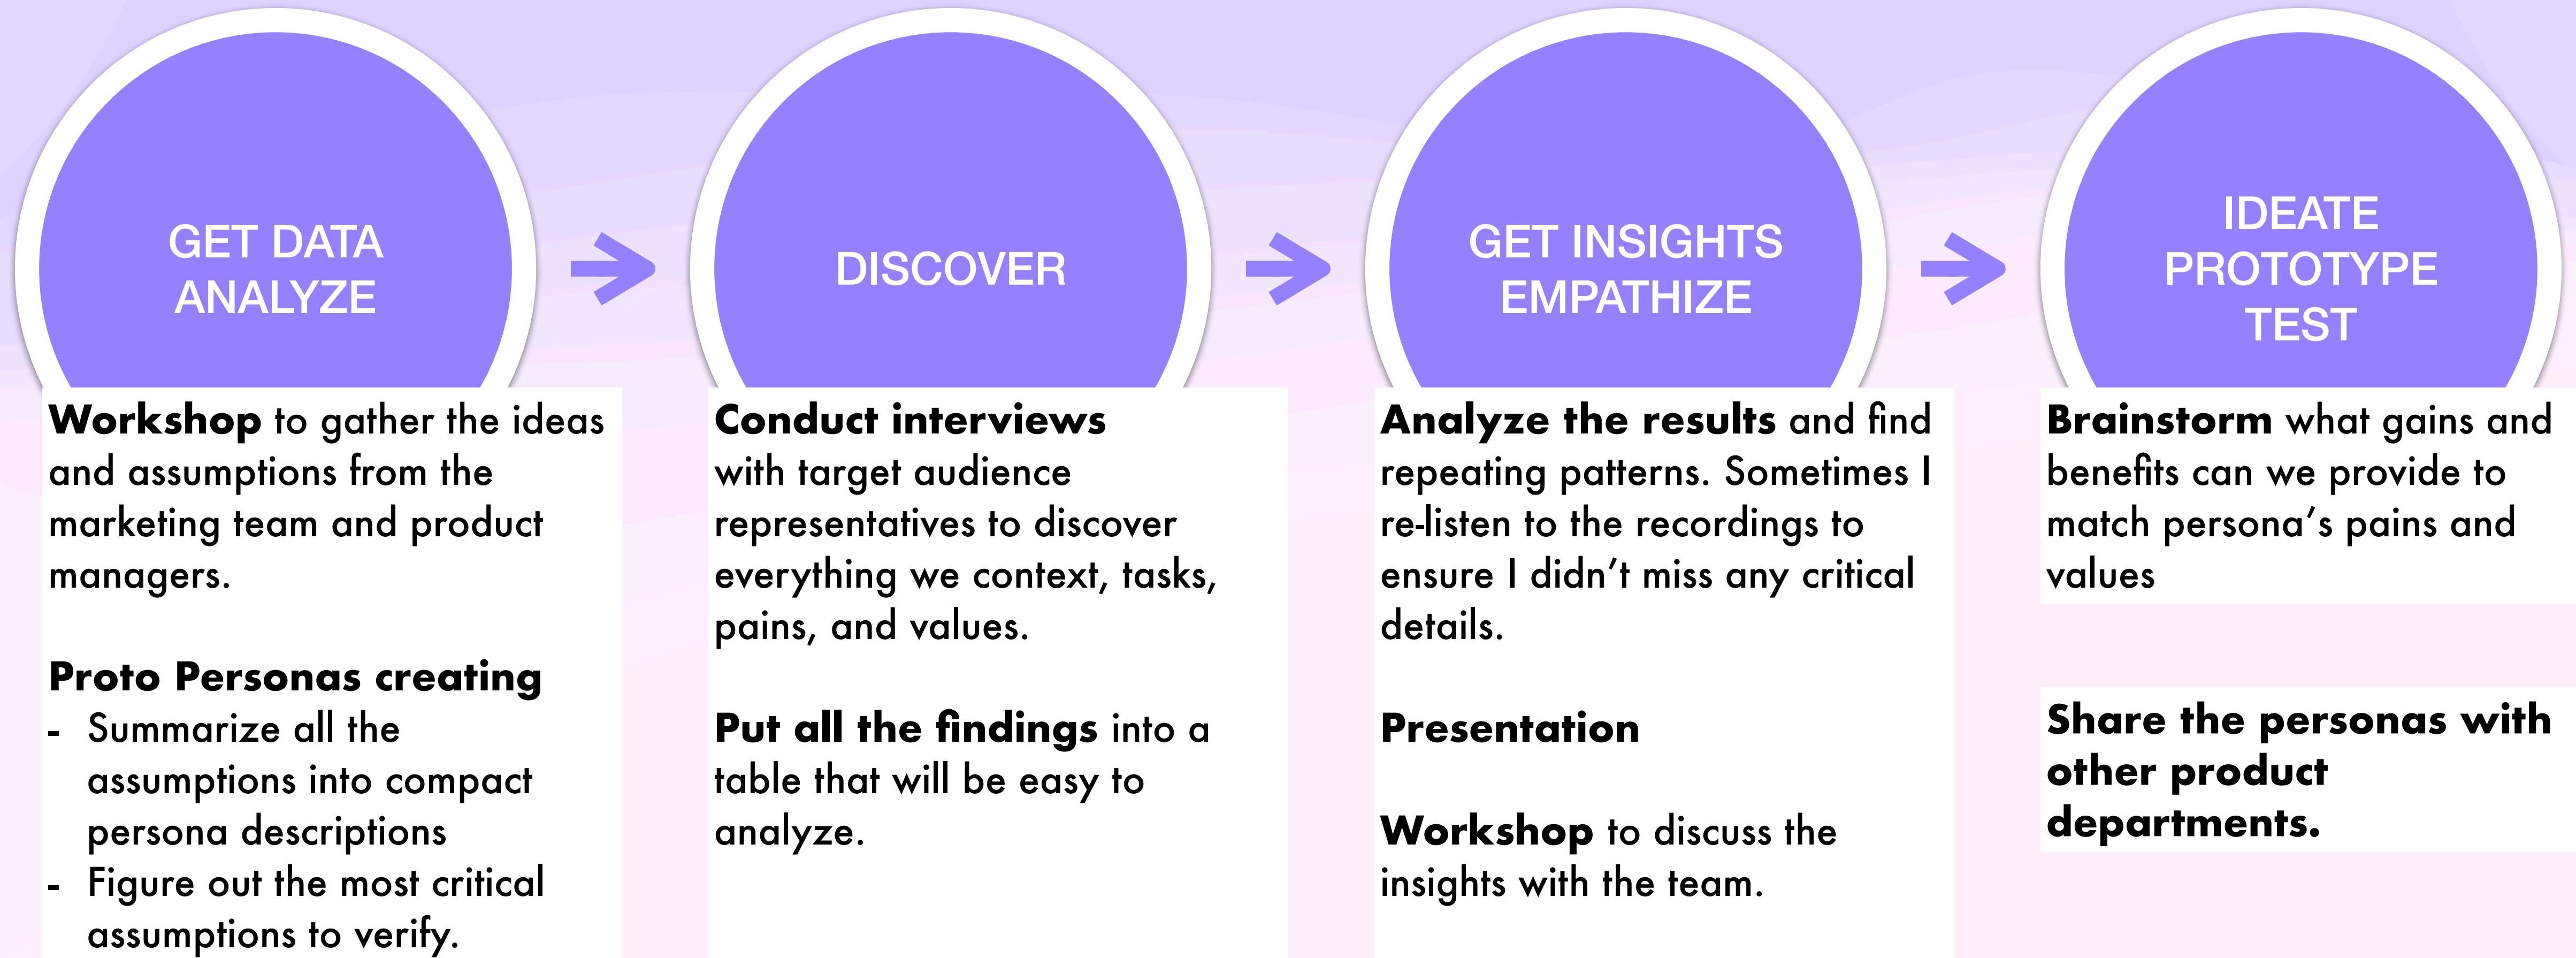 GET DATA
ANALYZE
Workshop to gather the ideas
and assumptions from the
marketing team and product
managers.
Proto Personas creating
- Summarize all the
assumptions into compact
persona descriptions
- Figure out the most critical
assumptions to verify.
DISCOVER
Conduct interviews
with target audience
representatives to discover
everything we context, tasks,
pains, and values.
Put all the findings into a
table that will be easy to
analyze.
GET INSIGHTS
EMPATHIZE
Analyze the results and find
repeating patterns. Sometimes I
re-listen to the recordings to
ensure I didn’t miss any critical
details.
Presentation
Workshop to discuss the
insights with the team.
IDEATE
PROTOTYPE
TEST
Brainstorm what gains and
benefits can we provide to
match persona’s pains and
values
Share the personas with
other product
departments.